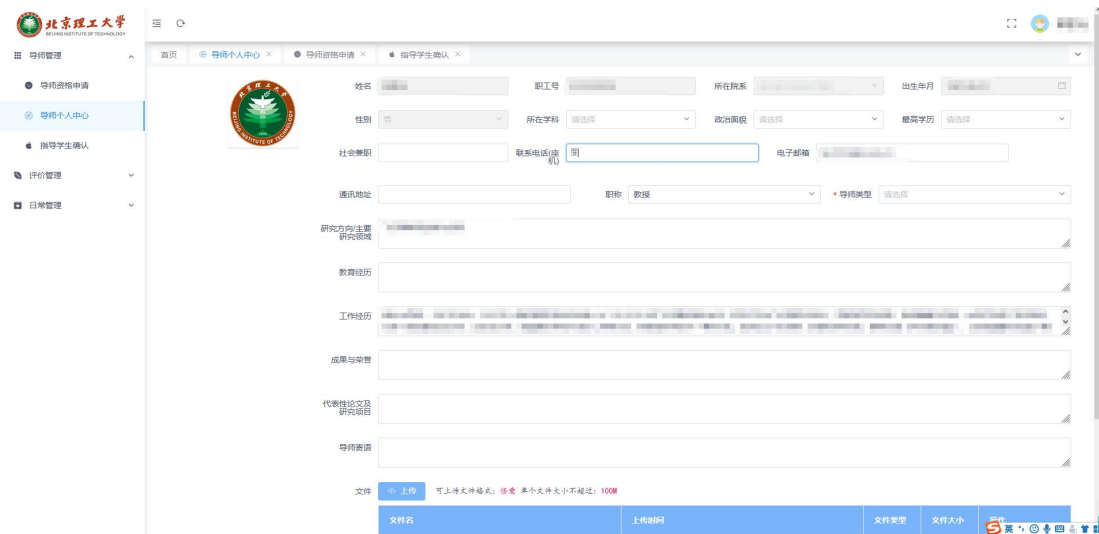 北京理工大学
BEIJING INSTITUTE OF TECHNOLOGY
导师管理
导师资格申请
导师个人中心
指导学生确认
评价管理
日常管理
首页 导师个人中心 × 导师资格申请 × 指导学生确认 ×
姓名 职工号 所在院系 出生年月
性别 男 所在学科 请选择 政治面貌 请选择 最高学历 请选择
社会兼职 联系电话(座机) 电子邮箱
通讯地址 职称 教授 * 导师类型 请选择
研究方向/主要
研究领域
教育经历
工作经历
成果与荣誉
代表性论文及
研究项目
导师寄语
文件 上传 可上传文件格式: 任意 单个文件大小不超过: 100M
文件名 上传时间 文件类型 文件大小
英